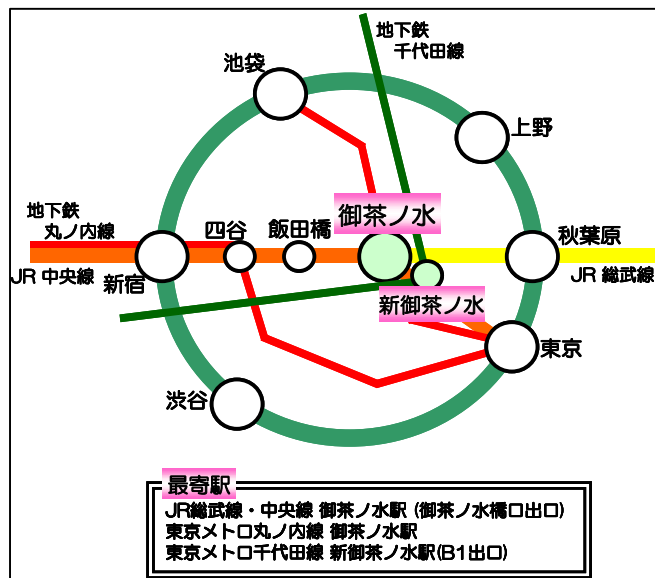 地下鉄
千代田線
池袋
上野
御茶ノ水
地下鉄
丸ノ内線
四谷
飯田橋
秋葉原
JR 中央線
新宿
JR 総武線
新御茶ノ水
東京
渋谷
最寄駅
JR総武線・中央線 御茶ノ水駅 (御茶ノ水橋口出口)
東京メトロ丸ノ内線 御茶ノ水駅
東京メトロ千代田線 新御茶ノ水駅(B1出口)